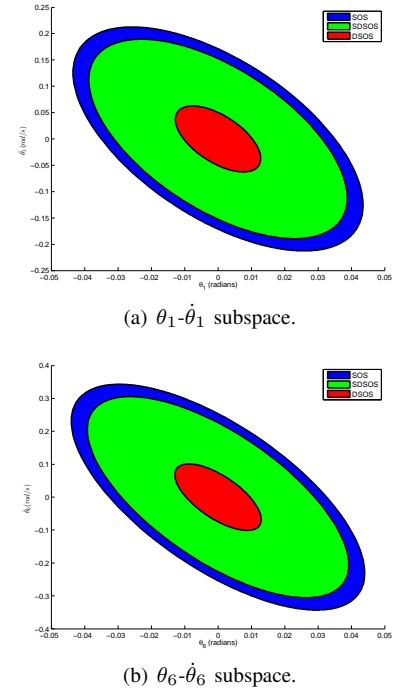 0.25
0.2
0.15
0.1
0.05
0
−0.05
−0.1
−0.15
−0.2
−0.25
SOS
SDSOS
DSOS
θ̇₁ (rad/s)
−0.05 −0.04 −0.03 −0.02 −0.01 0 0.01 0.02 0.03 0.04 0.05
θ₁ (radians)
(a) θ₁-θ̇₁ subspace.
0.4
0.3
0.2
0.1
0
−0.1
−0.2
−0.3
−0.4
SOS
SDSOS
DSOS
θ̇₆ (rad/s)
−0.05 −0.04 −0.03 −0.02 −0.01 0 0.01 0.02 0.03 0.04 0.05
θ₆ (radians)
(b) θ₆-θ̇₆ subspace.